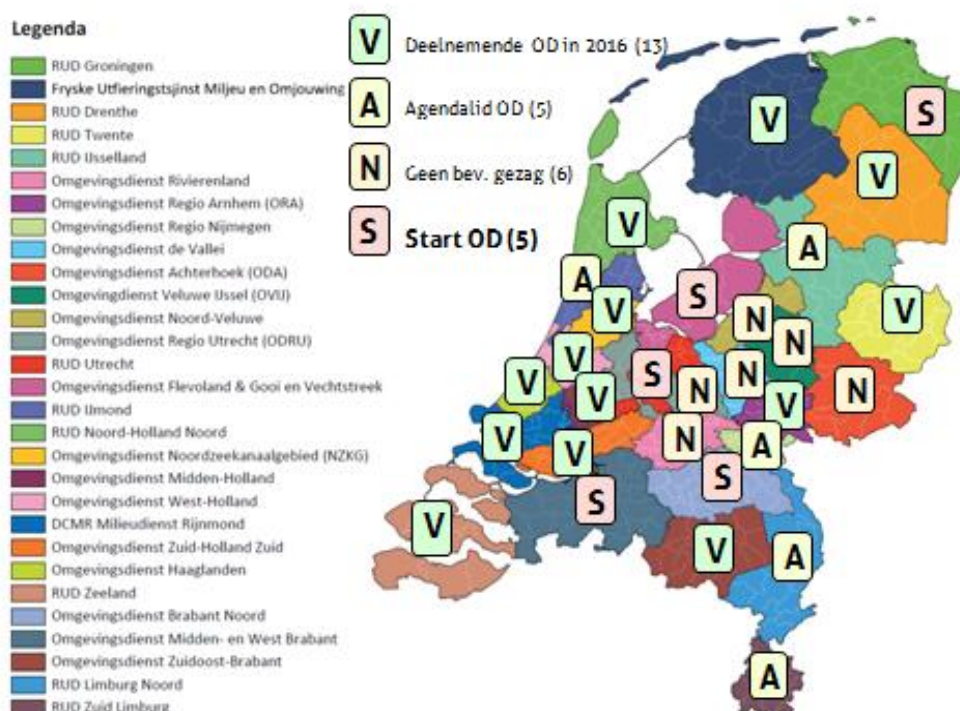 Legenda
RUD Groningen
Fryske Utfieringstsjinst Miljeu en Omjouwing
RUD Drenthe
RUD Twente
RUD IJsselland
Omgevingsdienst Rivierenland
Omgevingsdienst Regio Arnhem (ORA)
Omgevingsdienst Regio Nijmegen
Omgevingsdienst de Vallei
Omgevingsdienst Achterhoek (ODA)
Omgevingdienst Veluwe IJssel (OVIJ)
Omgevingsdienst Noord-Veluwe
Omgevingsdienst Regio Utrecht (ODRU)
RUD Utrecht
Omgevingsdienst Flevoland & Gooi en Vechtstreek
RUD IJmond
RUD Noord-Holland Noord
Omgevingsdienst Noordzeekanaalgebied (NZKG)
Omgevingsdienst Midden-Holland
Omgevingsdienst West-Holland
DCMR Milieudienst Rijnmond
Omgevingsdienst Zuid-Holland Zuid
Omgevingsdienst Haaglanden
RUD Zeeland
Omgevingsdienst Brabant Noord
Omgevingsdienst Midden- en West Brabant
Omgevingsdienst Zuidoost-Brabant
RUD Limburg Noord
RUD Zuid Limburg
V Deelnemende OD in 2016 (13)
A Agendalid OD (5)
N Geen bev. gezag (6)
S Start OD (5)
S
V
V
V
A
A
S
V
V
N
N
V
S
N
N
V
N
V
V
V
A
N
V
V
S
S
V
V
A
A